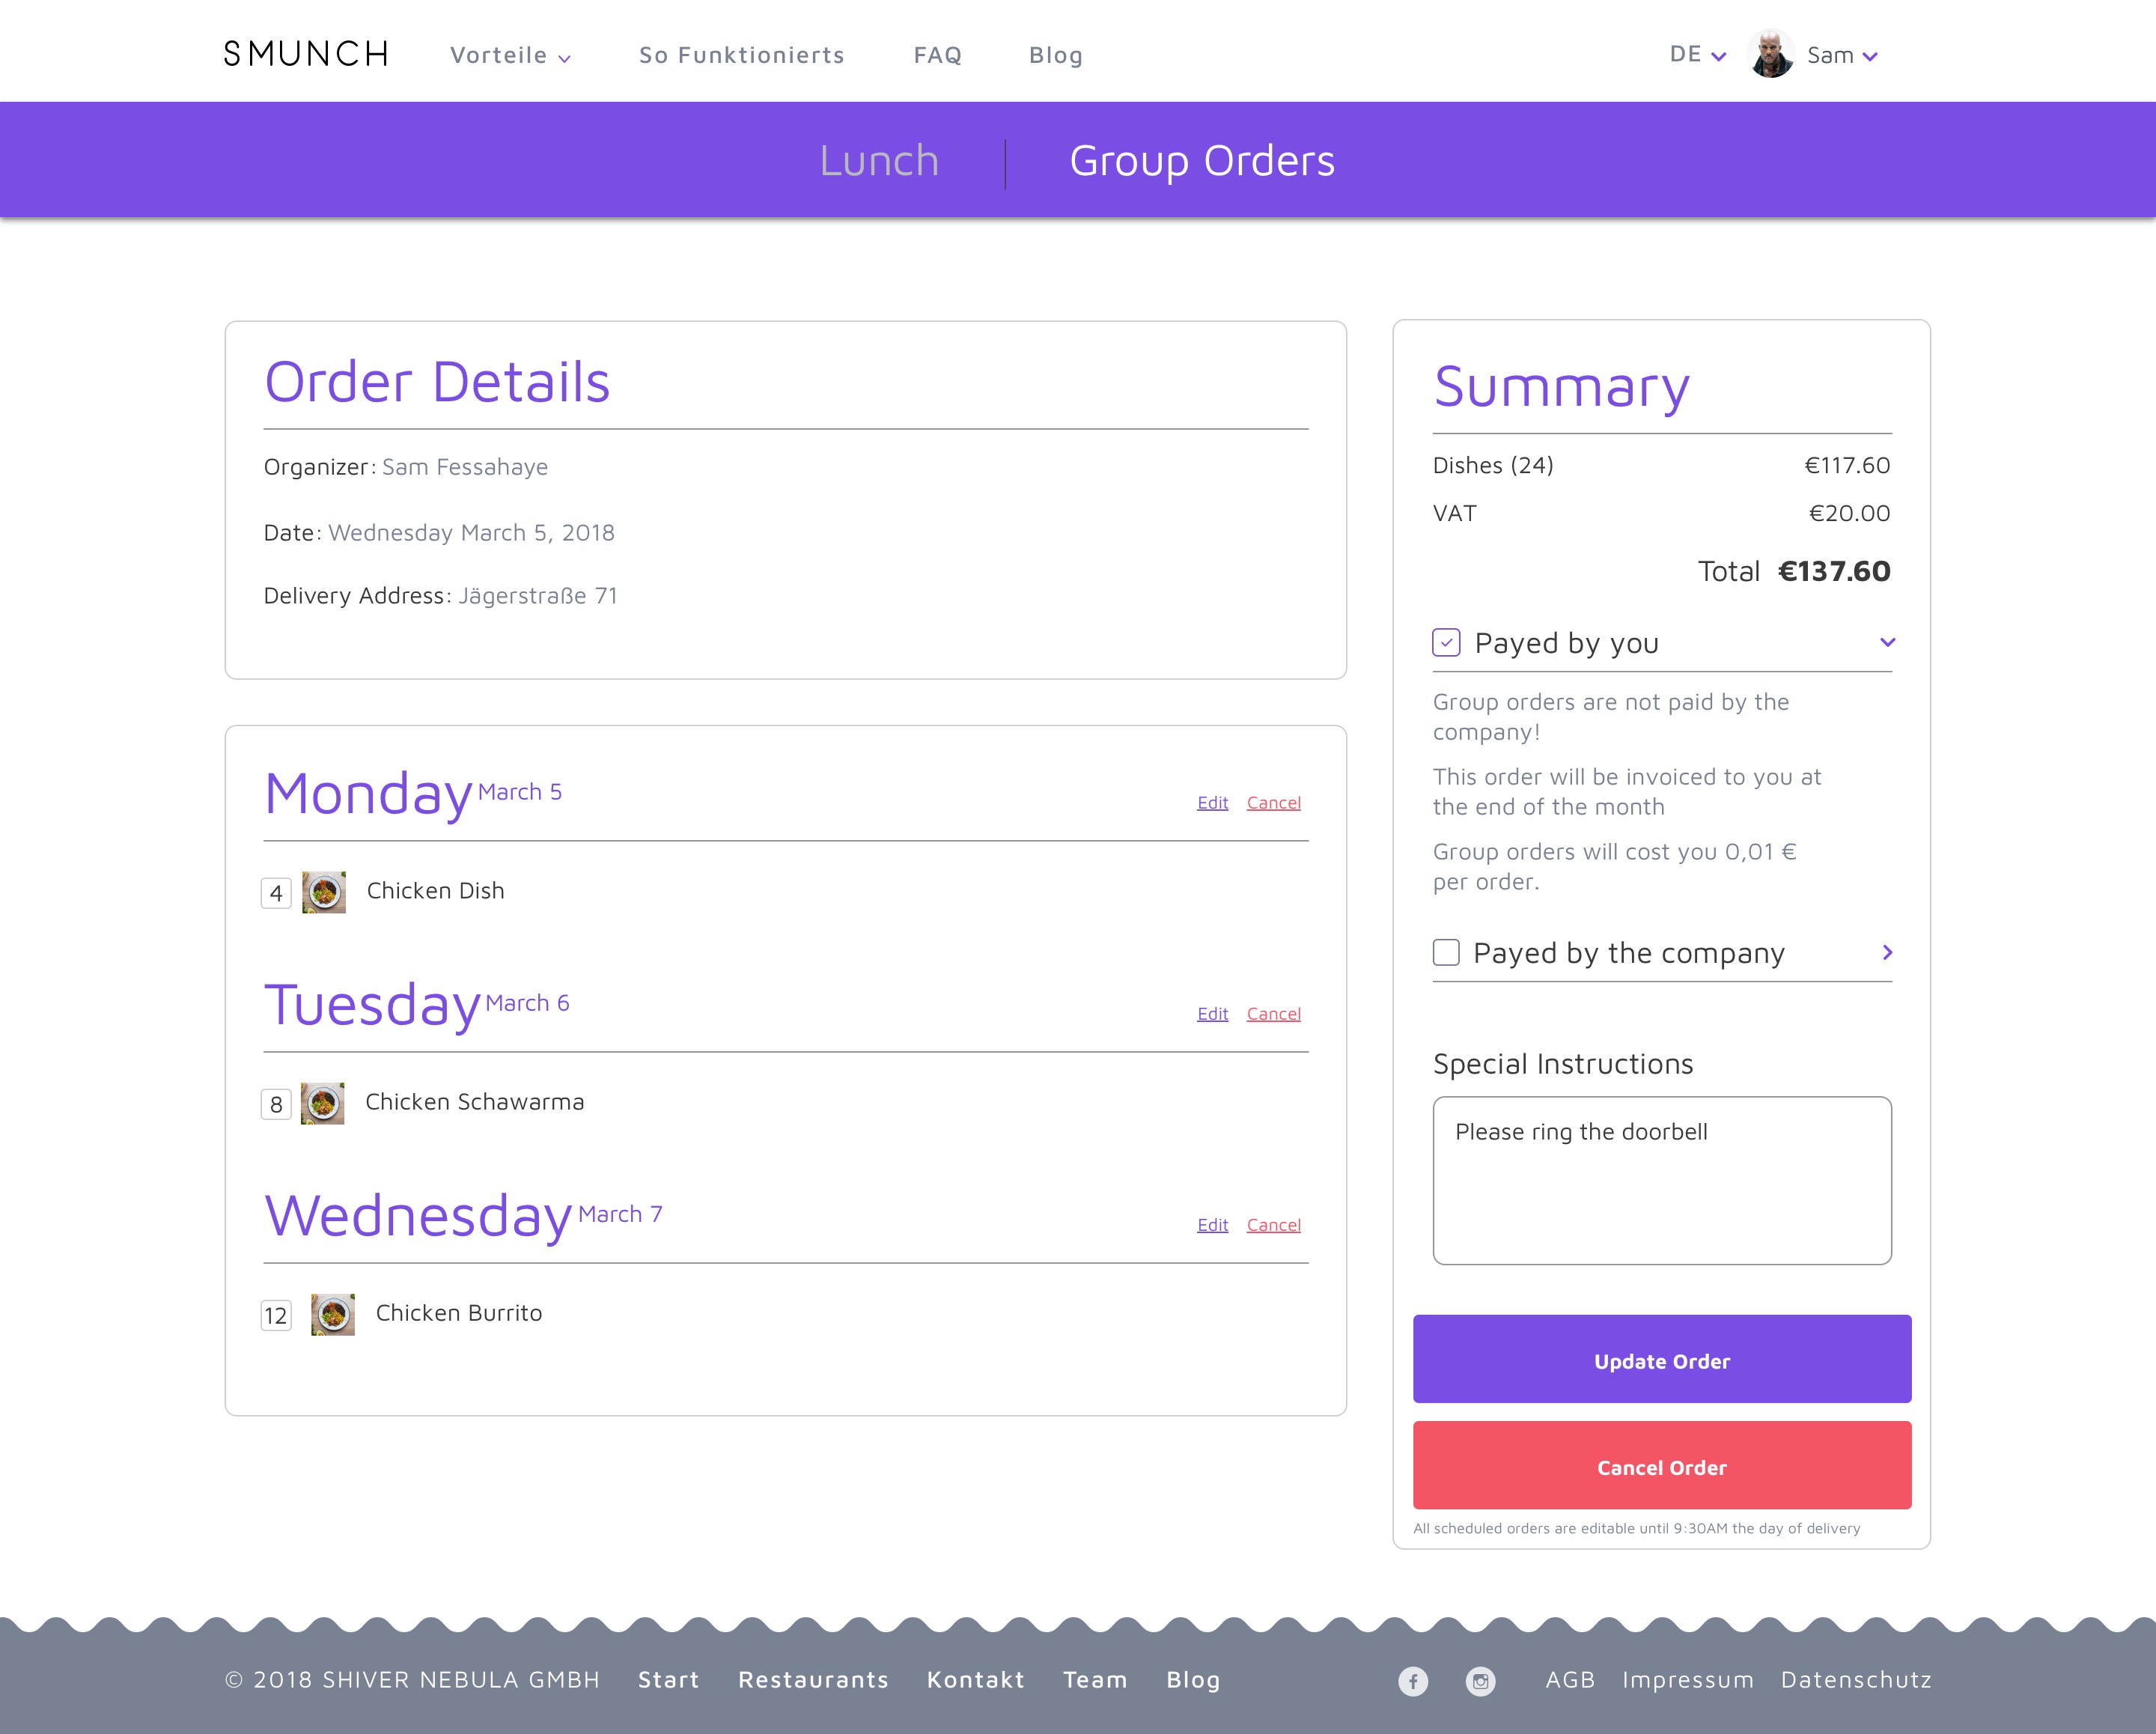 SMUNCH Vorteile So Funktionierts FAQ Blog DE Sam
Lunch Group Orders
Order Details
Organizer: Sam Fessahaye
Date: Wednesday March 5, 2018
Delivery Address: Jägerstraße 71
Monday March 5 Edit Cancel
4 Chicken Dish
Tuesday March 6 Edit Cancel
8 Chicken Schawarma
Wednesday March 7 Edit Cancel
12 Chicken Burrito
Summary
Dishes (24) €117.60
VAT €20.00
Total €137.60
Payed by you
Group orders are not paid by the
company!
This order will be invoiced to you at
the end of the month
Group orders will cost you 0,01 €
per order.
Payed by the company
Special Instructions
Please ring the doorbell
Update Order
Cancel Order
All scheduled orders are editable until 9:30AM the day of delivery
© 2018 SHIVER NEBULA GMBH Start Restaurants Kontakt Team Blog AGB Impressum Datenschutz